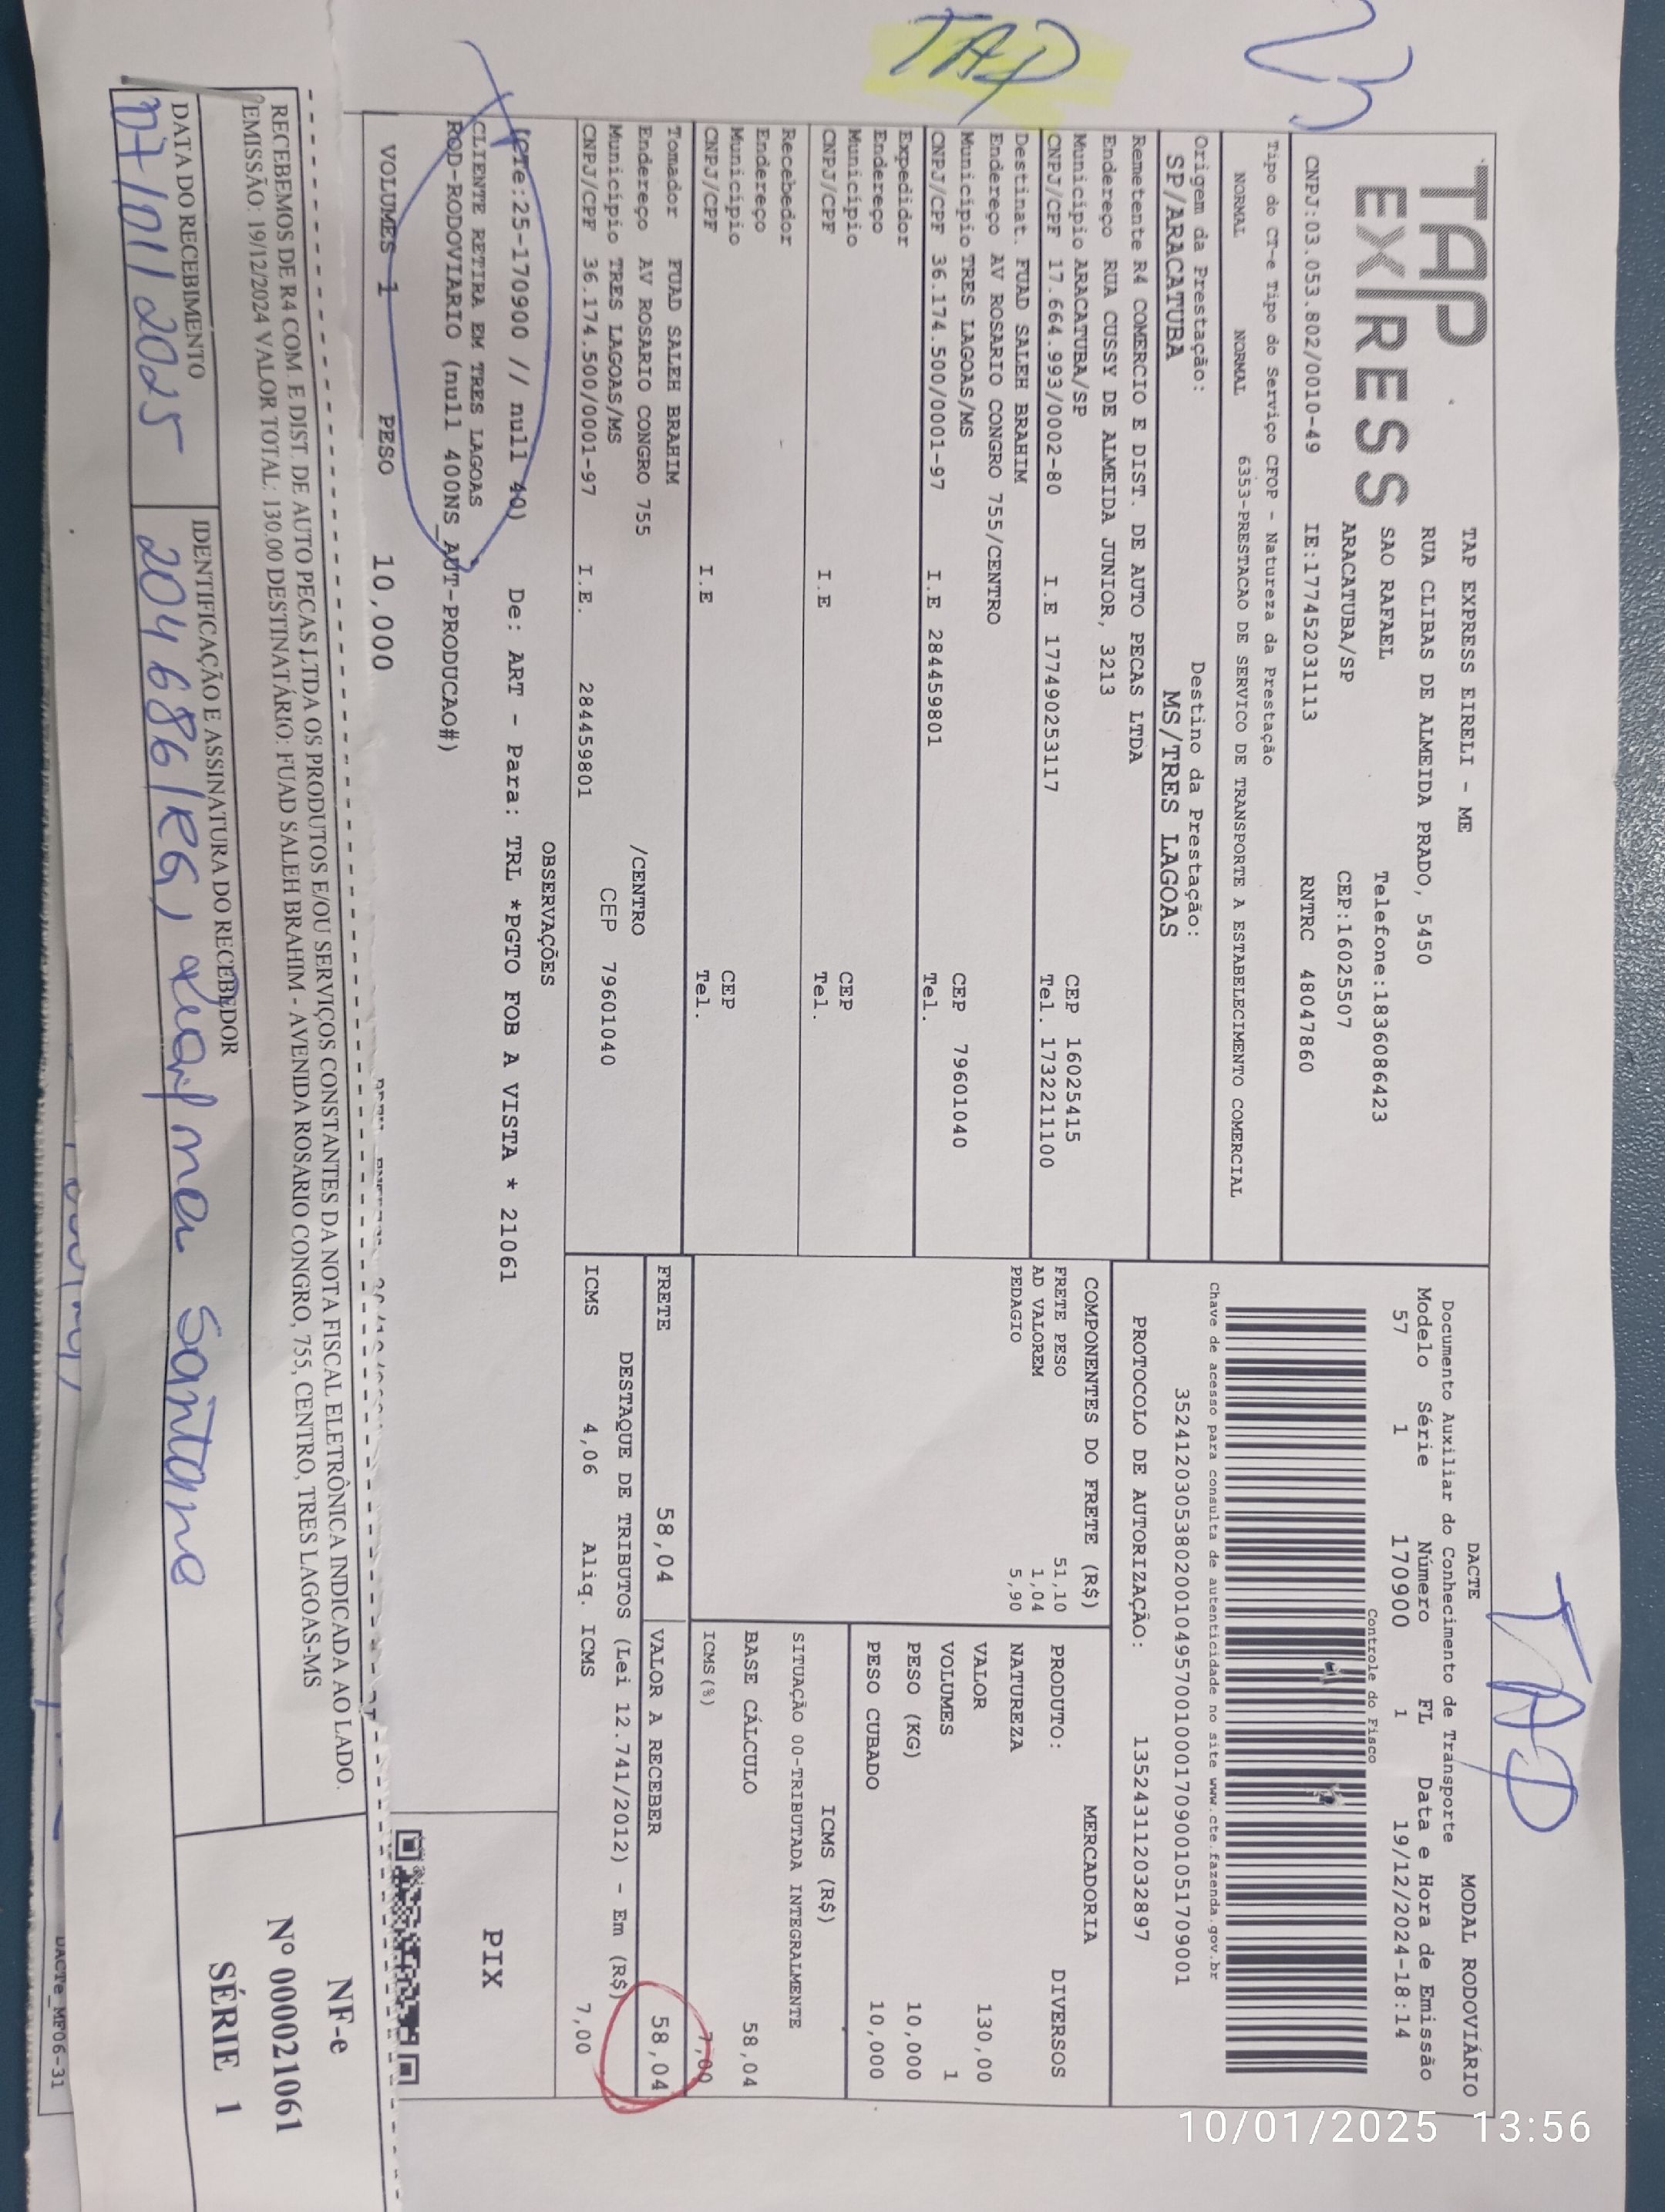 TAP
TAP
TAP
EX/RESS
TAP EXPRESS EIRELI - ME
RUA CLIBAS DE ALMEIDA PRADO, 5450
SAO RAFAEL Telefone:1836086423
ARACATUBA/SP CEP:16025507
CNPJ:03.053.802/0010-49 IE:177452031113 RNTRC 48047860
DACTE MODAL RODOVIÁRIO
Documento Auxiliar do Conhecimento de Transporte
Modelo Série Número FL Data e Hora de Emissão
57 1 170900 1 19/12/2024-18:14
Controle do Fisco
Chave de acesso para consulta de autenticidade no site www.cte.fazenda.gov.br
35241203053802001049570010001709001051709001
PROTOCOLO DE AUTORIZAÇÃO: 135243112032897
Tipo do CT-e Tipo do Serviço CFOP - Natureza da Prestação
NORMAL NORMAL 6353-PRESTACAO DE SERVICO DE TRANSPORTE A ESTABELECIMENTO COMERCIAL
Origem da Prestação: Destino da Prestação:
SP/ARACATUBA MS/TRES LAGOAS
Remetente R4 COMERCIO E DIST. DE AUTO PECAS LTDA
Endereço RUA CUSSY DE ALMEIDA JUNIOR, 3213
Município ARACATUBA/SP CEP 16025415
CNPJ/CPF 17.664.993/0002-80 I.E 177490253117 Tel. 1732211100
Destinat. FUAD SALEH BRAHIM
Endereço AV ROSARIO CONGRO 755/CENTRO
Município TRES LAGOAS/MS CEP 79601040
CNPJ/CPF 36.174.500/0001-97 I.E 284459801 Tel.
Expedidor
Endereço
Município CEP
CNPJ/CPF I.E Tel.
Recebedor
Endereço
Município CEP
CNPJ/CPF I.E Tel.
Tomador FUAD SALEH BRAHIM
Endereço AV ROSARIO CONGRO 755 /CENTRO
Município TRES LAGOAS/MS CEP 79601040
CNPJ/CPF 36.174.500/0001-97 I.E. 284459801
COMPONENTES DO FRETE (R$)
FRETE PESO 51,10
AD VALOREM 1,04
PEDAGIO 5,90
MERCADORIA
PRODUTO: DIVERSOS
NATUREZA
VALOR 130,00
VOLUMES 1
PESO (KG) 10,000
PESO CUBADO 10,000
ICMS (R$)
SITUAÇÃO 00-TRIBUTADA INTEGRALMENTE
BASE CÁLCULO 58,04
ICMS(%) 7,00
FRETE 58,04 VALOR A RECEBER 58,04
DESTAQUE DE TRIBUTOS (Lei 12.741/2012) - Em (R$)
ICMS 4,06 Aliq. ICMS 7,00
OBSERVAÇÕES
(CTe:25-170900 // null 40) De: ART - Para: TRL *PGTO FOB A VISTA * 21061
CLIENTE RETIRA EM TRES LAGOAS
ROD-RODOVIARIO (null 400NS_AUT-PRODUCAO#)
PIX
VOLUMES 1 PESO 10,000
RECEBEMOS DE R4 COM. E DIST. DE AUTO PECAS LTDA OS PRODUTOS E/OU SERVIÇOS CONSTANTES DA NOTA FISCAL ELETRÔNICA INDICADA AO LADO.
EMISSÃO: 19/12/2024 VALOR TOTAL: 130.00 DESTINATÁRIO: FUAD SALEH BRAHIM - AVENIDA ROSARIO CONGRO, 755, CENTRO, TRES LAGOAS-MS
DATA DO RECEBIMENTO IDENTIFICAÇÃO E ASSINATURA DO RECEBEDOR
07/01/2025 204686/RG, Santana
NF-e
Nº 000021061
SÉRIE 1
DACTe_MF06-31
10/01/2025 13:56